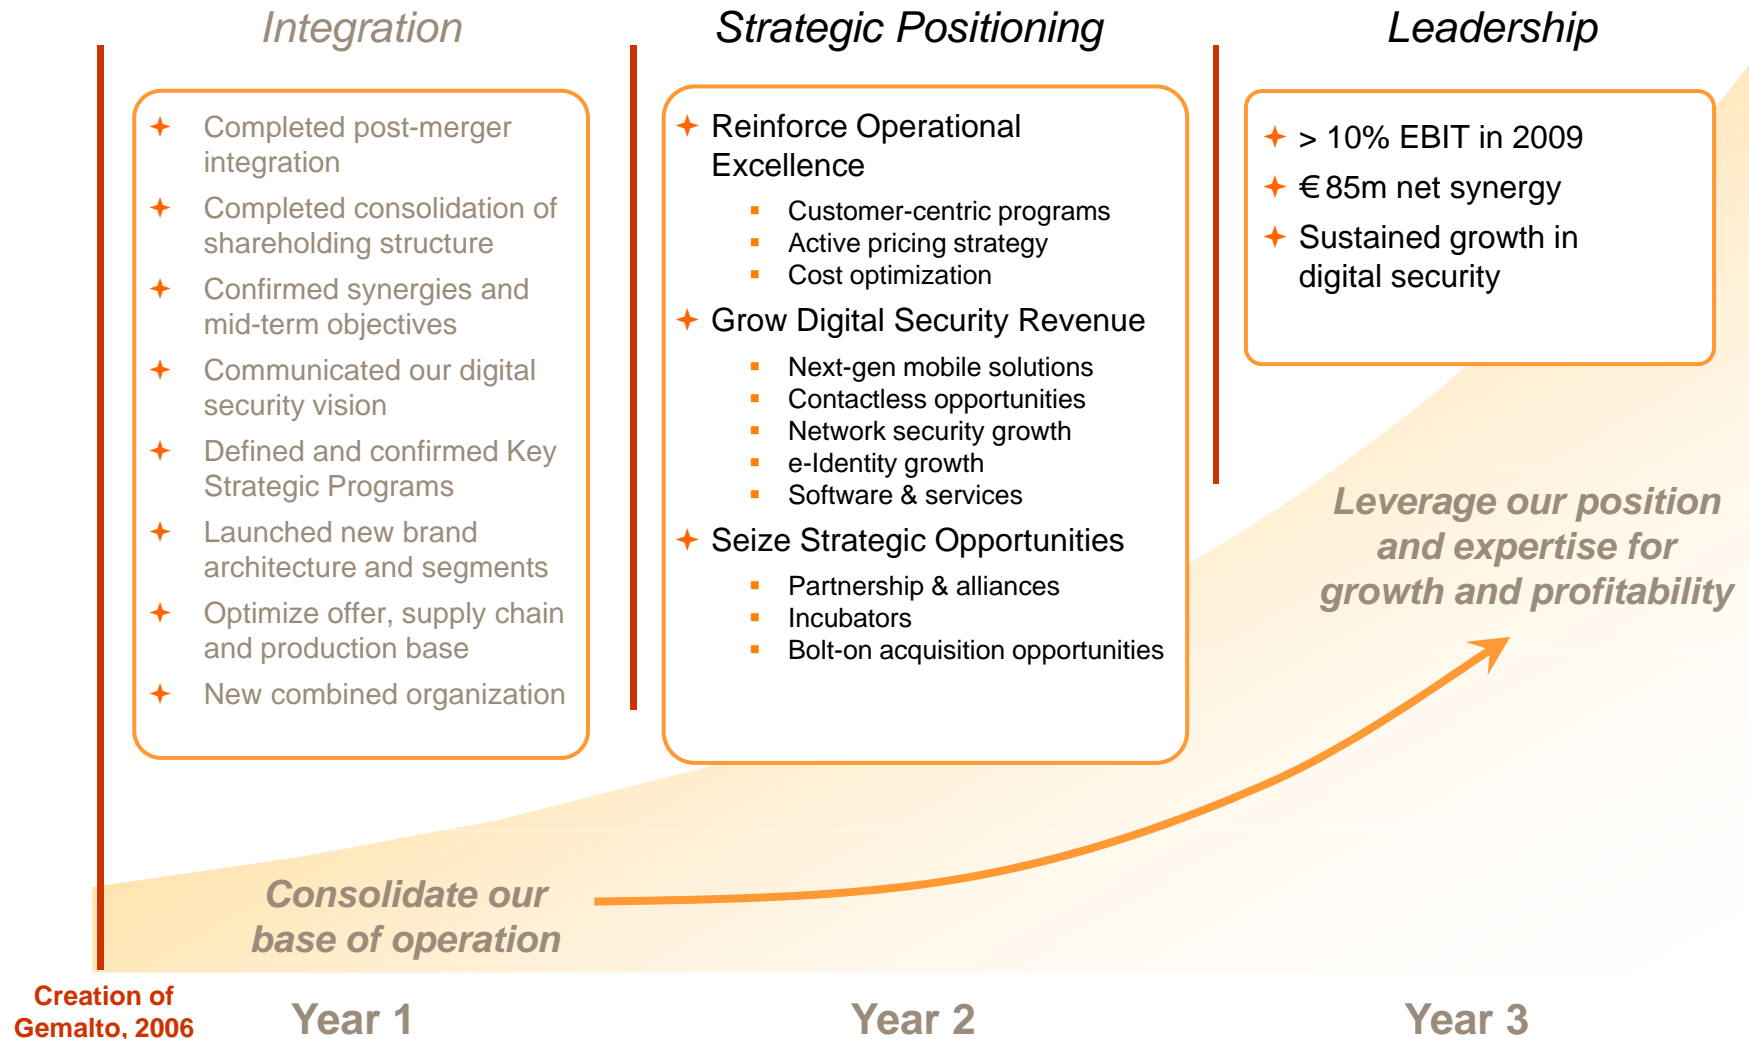 Integration
Completed post-merger
integration
Completed consolidation of
shareholding structure
Confirmed synergies and
mid-term objectives
Communicated our digital
security vision
Defined and confirmed Key
Strategic Programs
Launched new brand
architecture and segments
Optimize offer, supply chain
and production base
New combined organization
Strategic Positioning
Reinforce Operational
Excellence
Customer-centric programs
Active pricing strategy
Cost optimization
Grow Digital Security Revenue
Next-gen mobile solutions
Contactless opportunities
Network security growth
e-Identity growth
Software & services
Seize Strategic Opportunities
Partnership & alliances
Incubators
Bolt-on acquisition opportunities
Leadership
> 10% EBIT in 2009
€85m net synergy
Sustained growth in
digital security
Leverage our position
and expertise for
growth and profitability
Consolidate our
base of operation
Creation of
Gemalto, 2006
Year 1
Year 2
Year 3